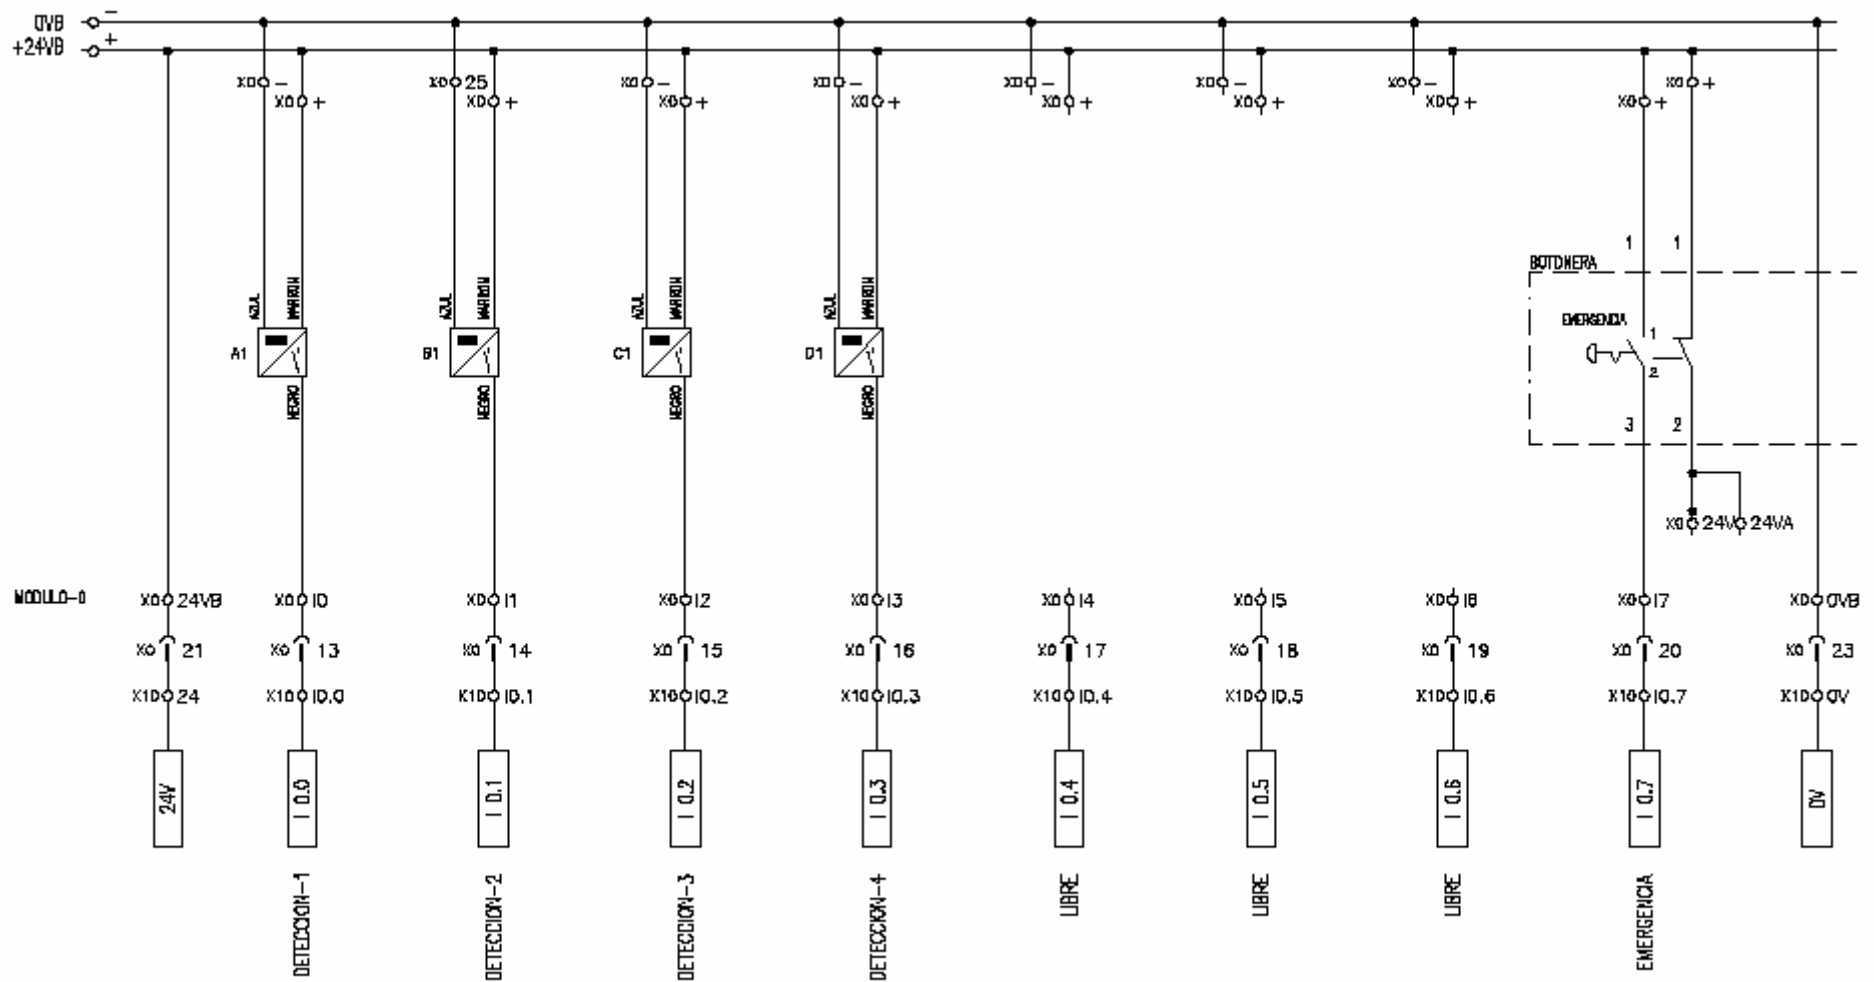 0VB -
+24VB +
X0 -
X0 25
X0 -
X0 -
X0 -
X0 -
X0 -
X0 +
X0 +
X0 +
X0 +
X0 +
X0 +
X0 +
X0 +
X0 +
1 1
BOTONERA
AZUL MARRON
AZUL MARRON
AZUL MARRON
AZUL MARRON
EMERGENCIA 1
A1
B1
C1
D1
2
NEGRO
NEGRO
NEGRO
NEGRO
3 2
X0 24V 24VA
MODULO-0
X0 24VB
X0 I0
X0 I1
X0 I2
X0 I3
X0 I4
X0 I5
X0 I6
X0 I7
X0 0VB
X0 21
X0 13
X0 14
X0 15
X0 16
X0 17
X0 18
X0 19
X0 20
X0 23
X10 24
X10 I0.0
X10 I0.1
X10 I0.2
X10 I0.3
X10 I0.4
X10 I0.5
X10 I0.6
X10 I0.7
X10 0V
24V
I 0.0
I 0.1
I 0.2
I 0.3
I 0.4
I 0.5
I 0.6
I 0.7
0V
DETECCION-1
DETECCION-2
DETECCION-3
DETECCION-4
LIBRE
LIBRE
LIBRE
EMERGENCIA